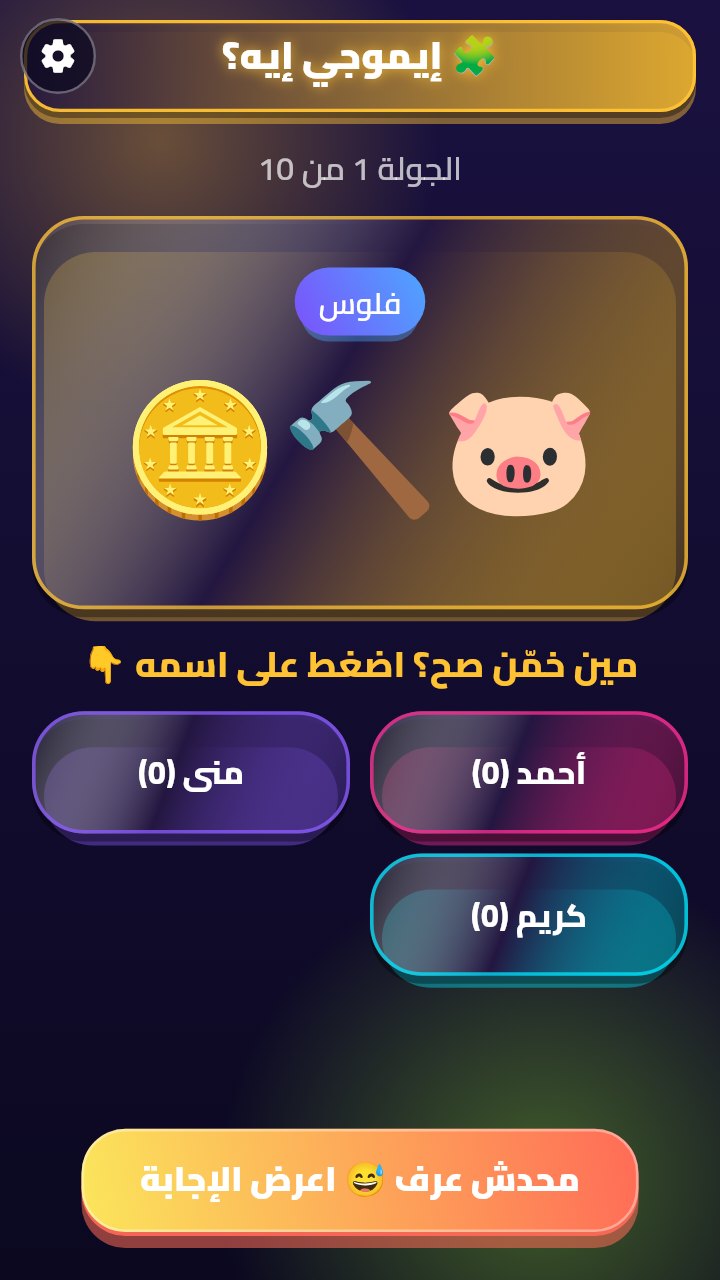 🧩 إيموجي إيه؟
الجولة 1 من 10
فلوس
مين خمّن صح؟ اضغط على اسمه 👇
أحمد (0)
منى (0)
كريم (0)
محدش عرف 😅 اعرض الإجابة